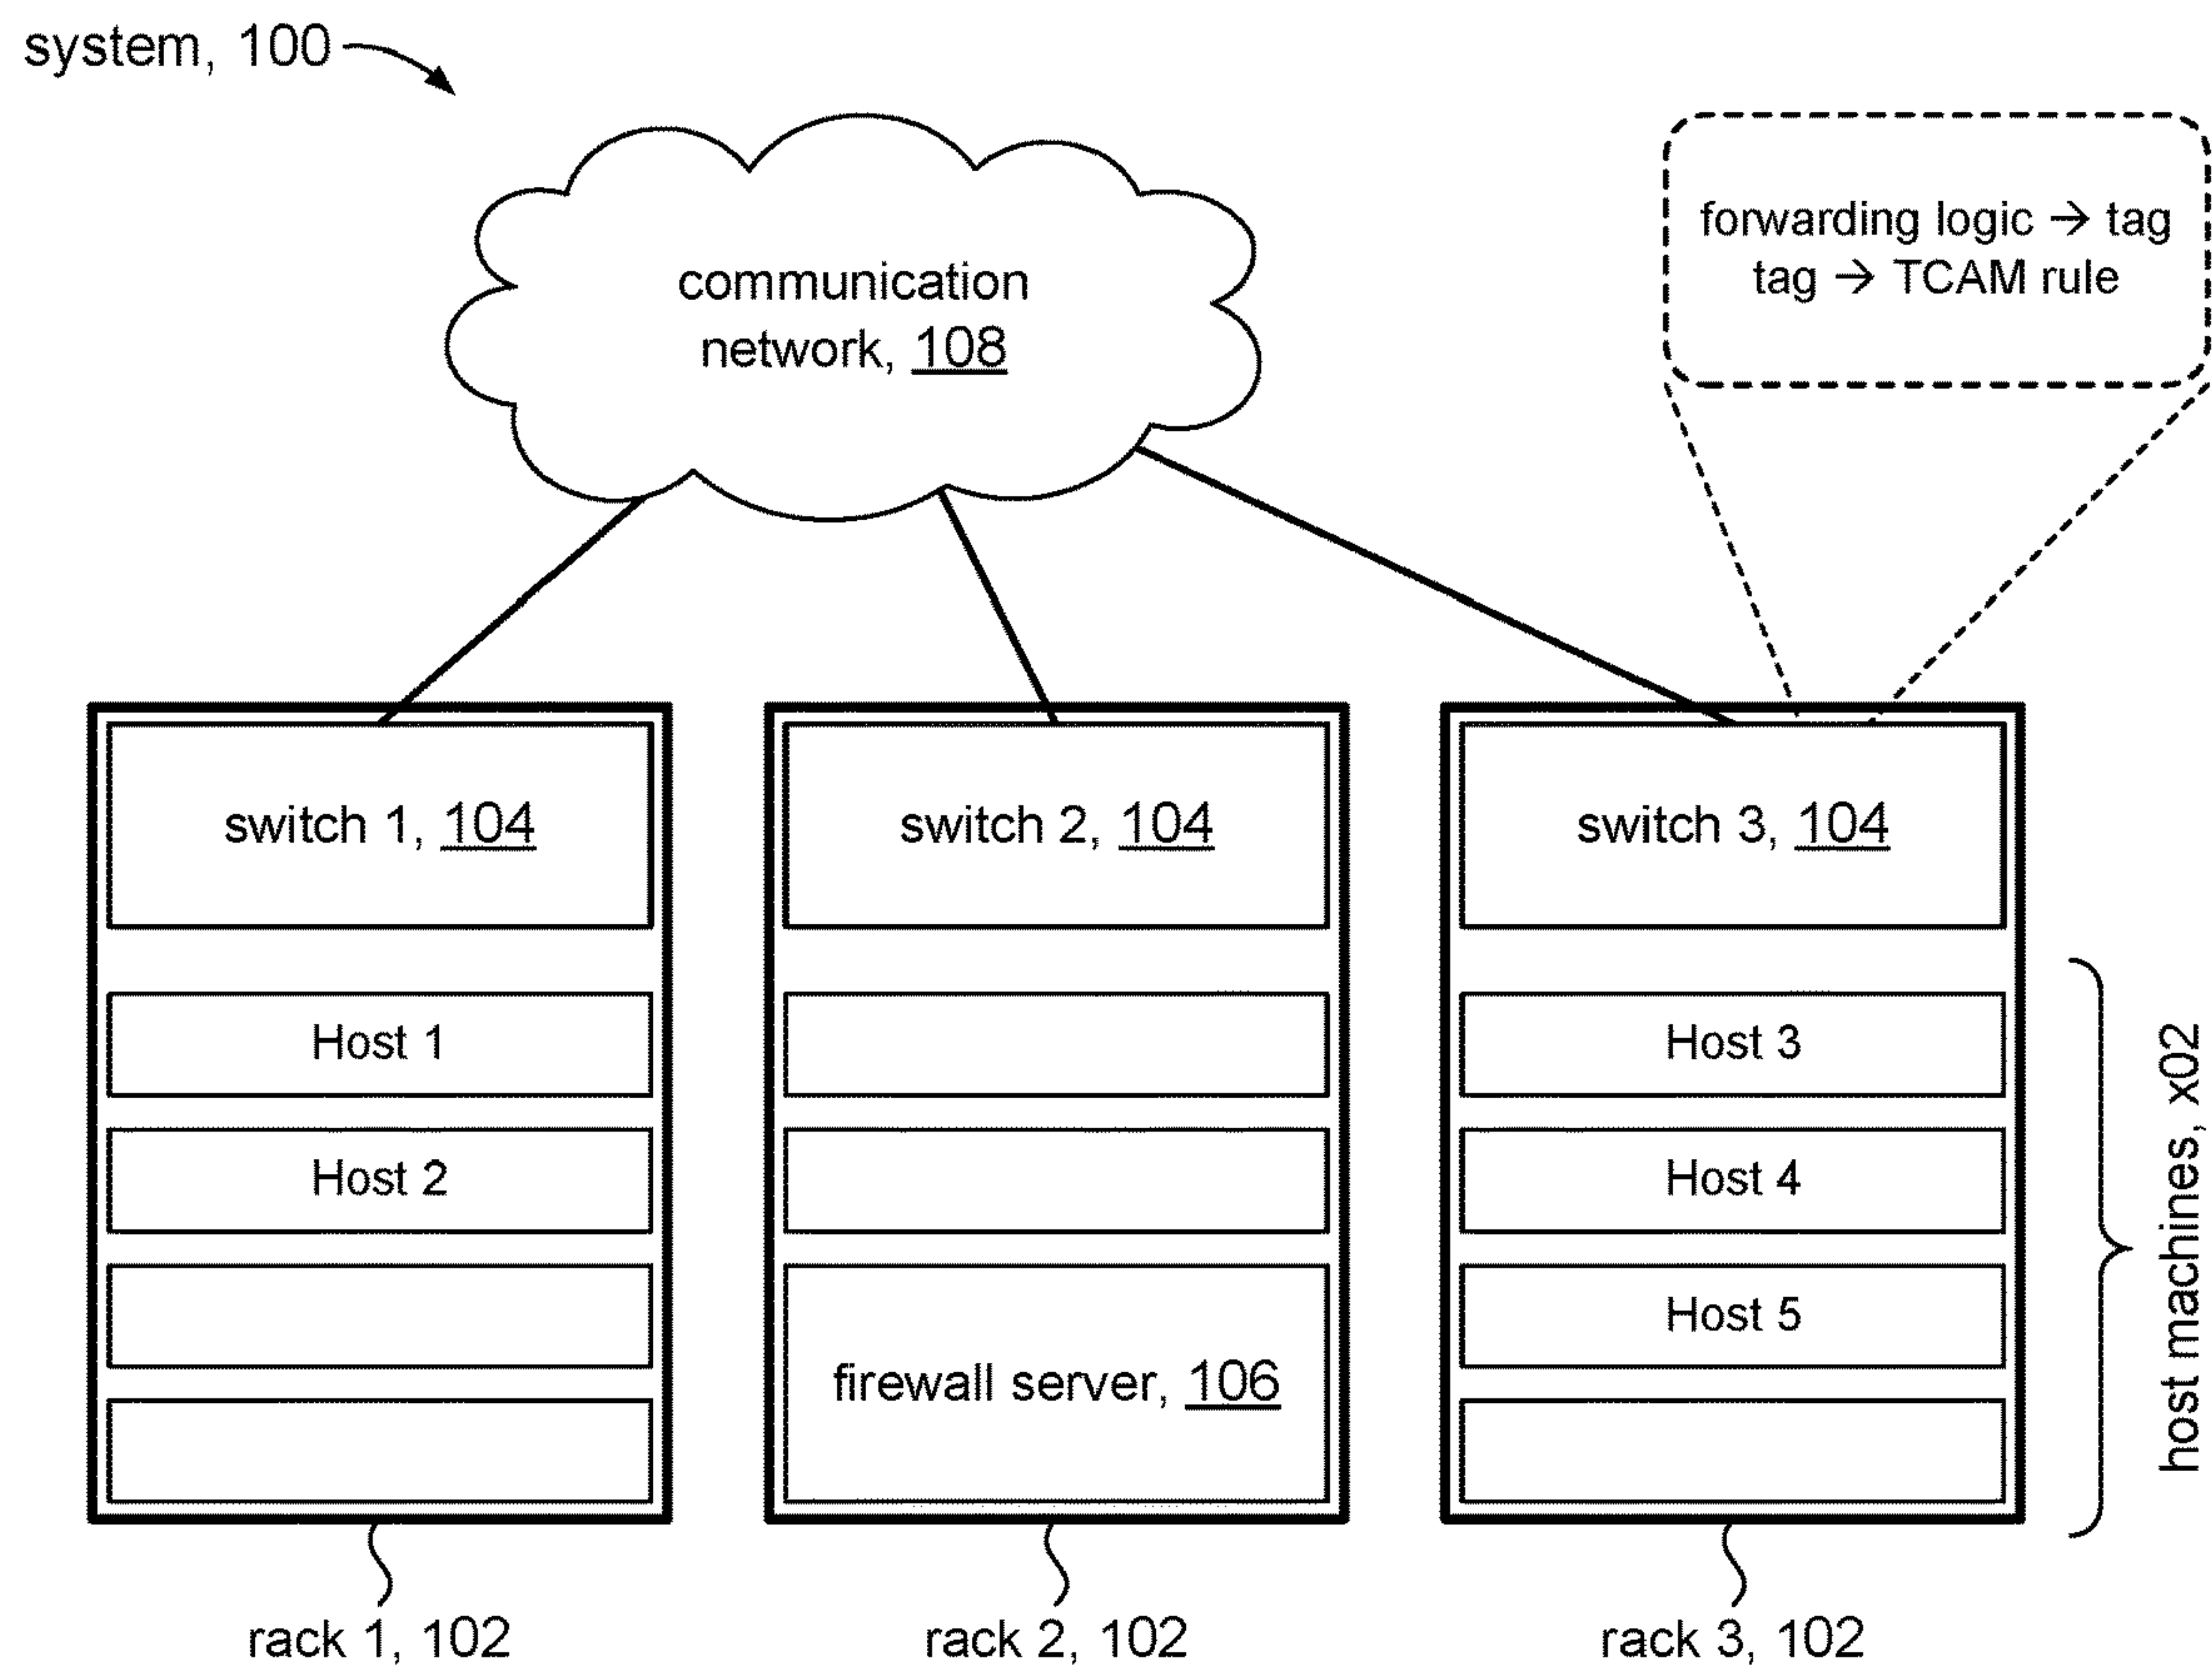 system, 100
communication
network, 108
forwarding logic → tag
tag → TCAM rule
switch 1, 104
switch 2, 104
switch 3, 104
Host 1
Host 3
Host 2
Host 4
Host 5
firewall server, 106
host machines, x02
rack 1, 102
rack 2, 102
rack 3, 102